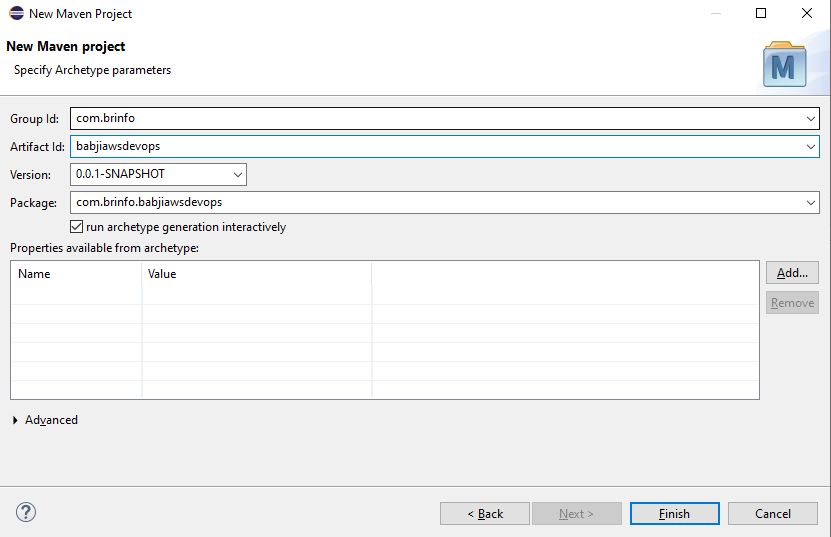 New Maven Project
New Maven project
Specify Archetype parameters
M
Group Id: com.brinfo
Artifact Id: babjiawsdevops
Version: 0.0.1-SNAPSHOT
Package: com.brinfo.babjiawsdevops
run archetype generation interactively
Properties available from archetype:
Name Value
Add...
Remove
Advanced
? < Back Next > Finish Cancel